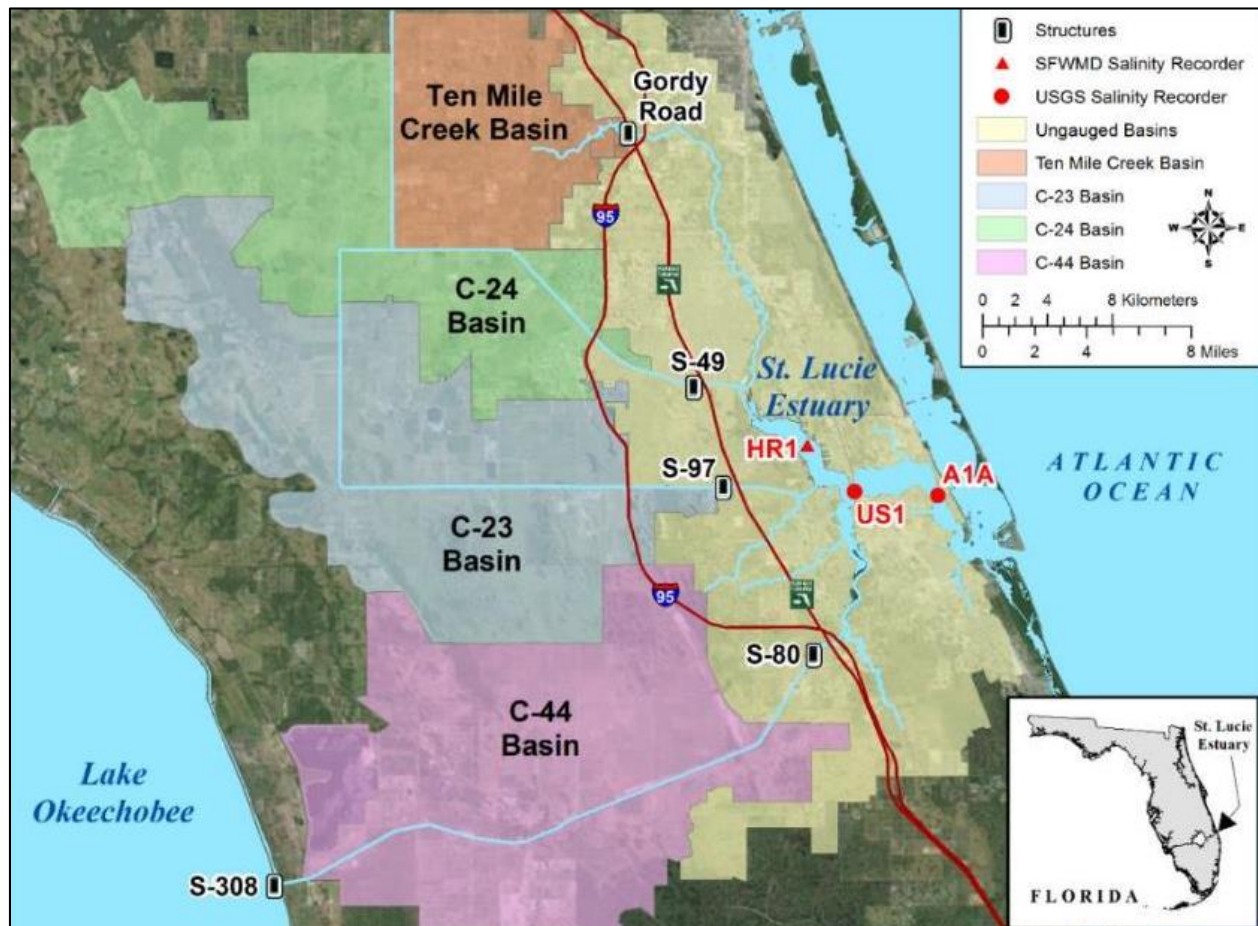 Structures
SFWMD Salinity Recorder
USGS Salinity Recorder
Ungauged Basins
Ten Mile Creek Basin
C-23 Basin
C-24 Basin
C-44 Basin
N
W
E
S
0 2 4 8 Kilometers
0 2 4 8 Miles
Ten Mile
Creek Basin
Gordy
Road
95
C-24
Basin
S-49
St. Lucie
Estuary
HR1
S-97
A1A
US1
ATLANTIC
OCEAN
C-23
Basin
95
S-80
C-44
Basin
Lake
Okeechobee
S-308
St. Lucie
Estuary
FLORIDA